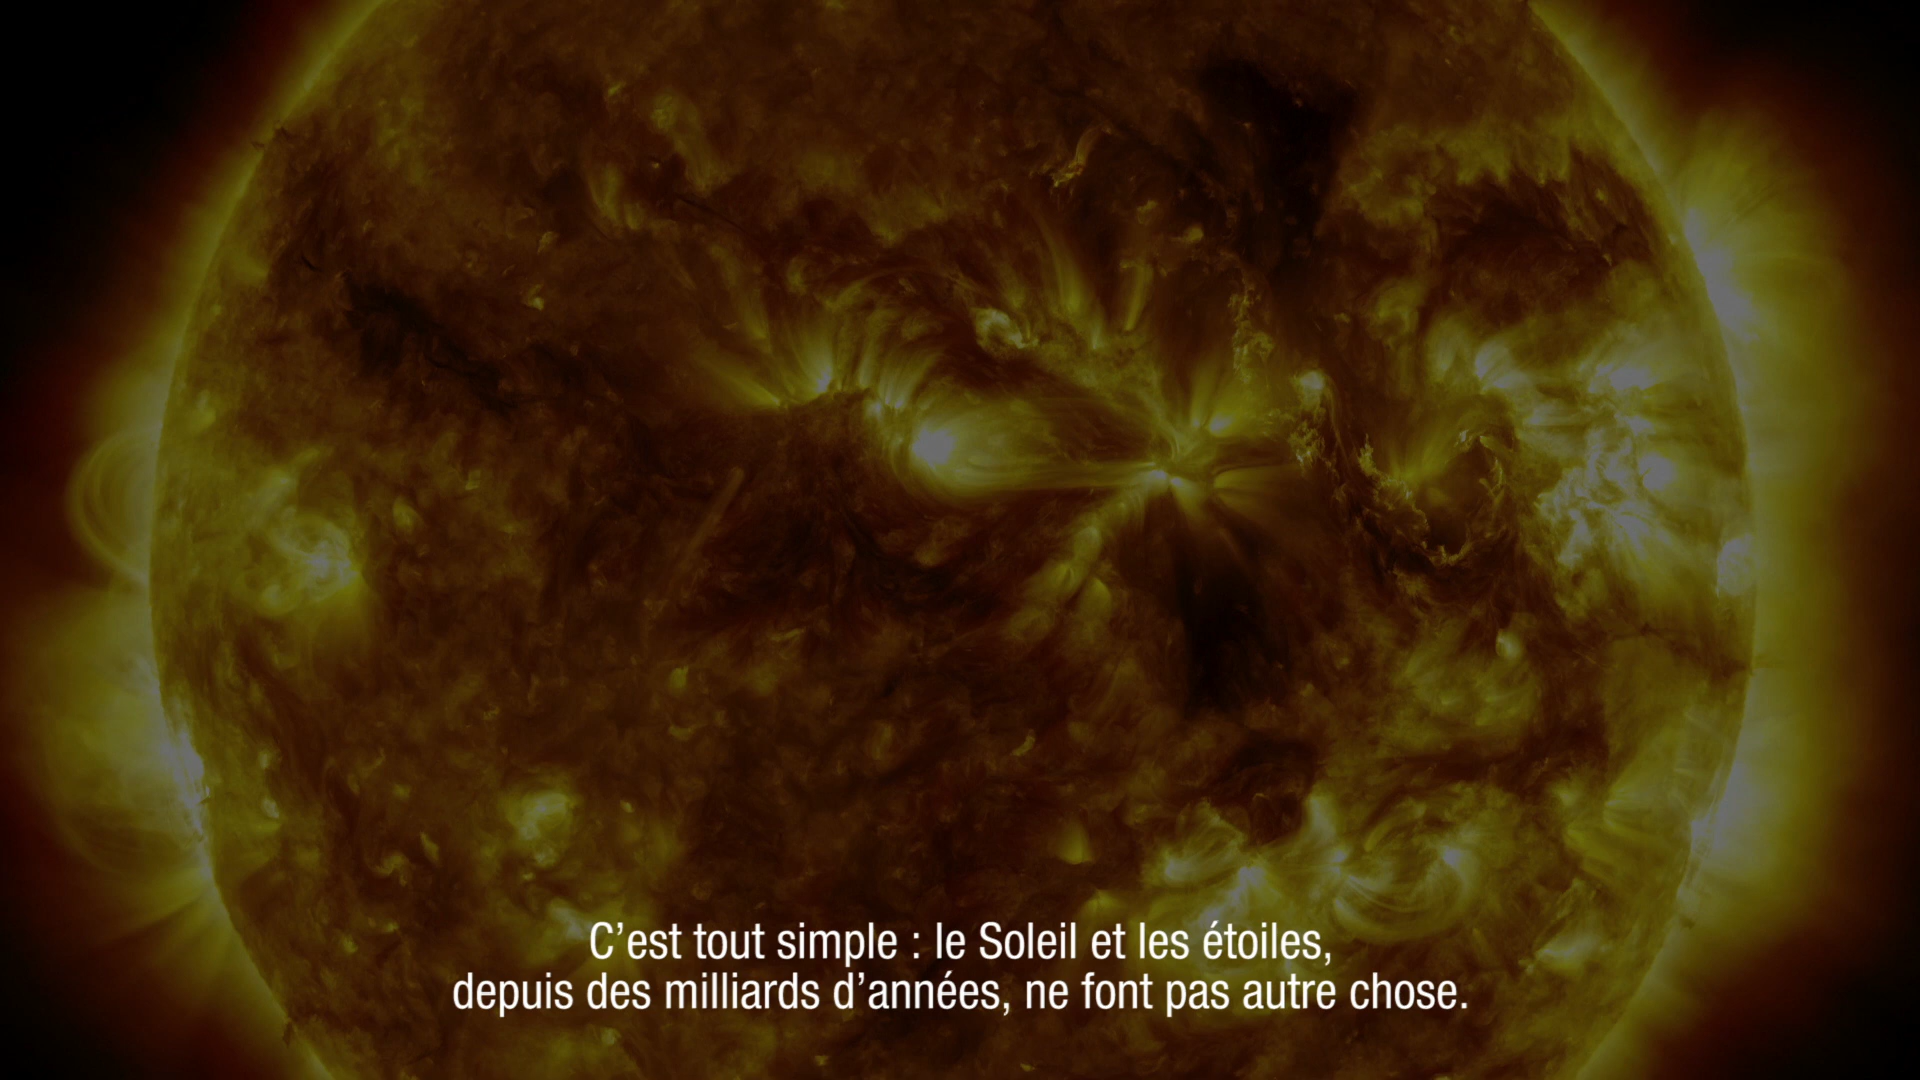 C’est tout simple : le Soleil et les étoiles,
depuis des milliards d’années, ne font pas autre chose.